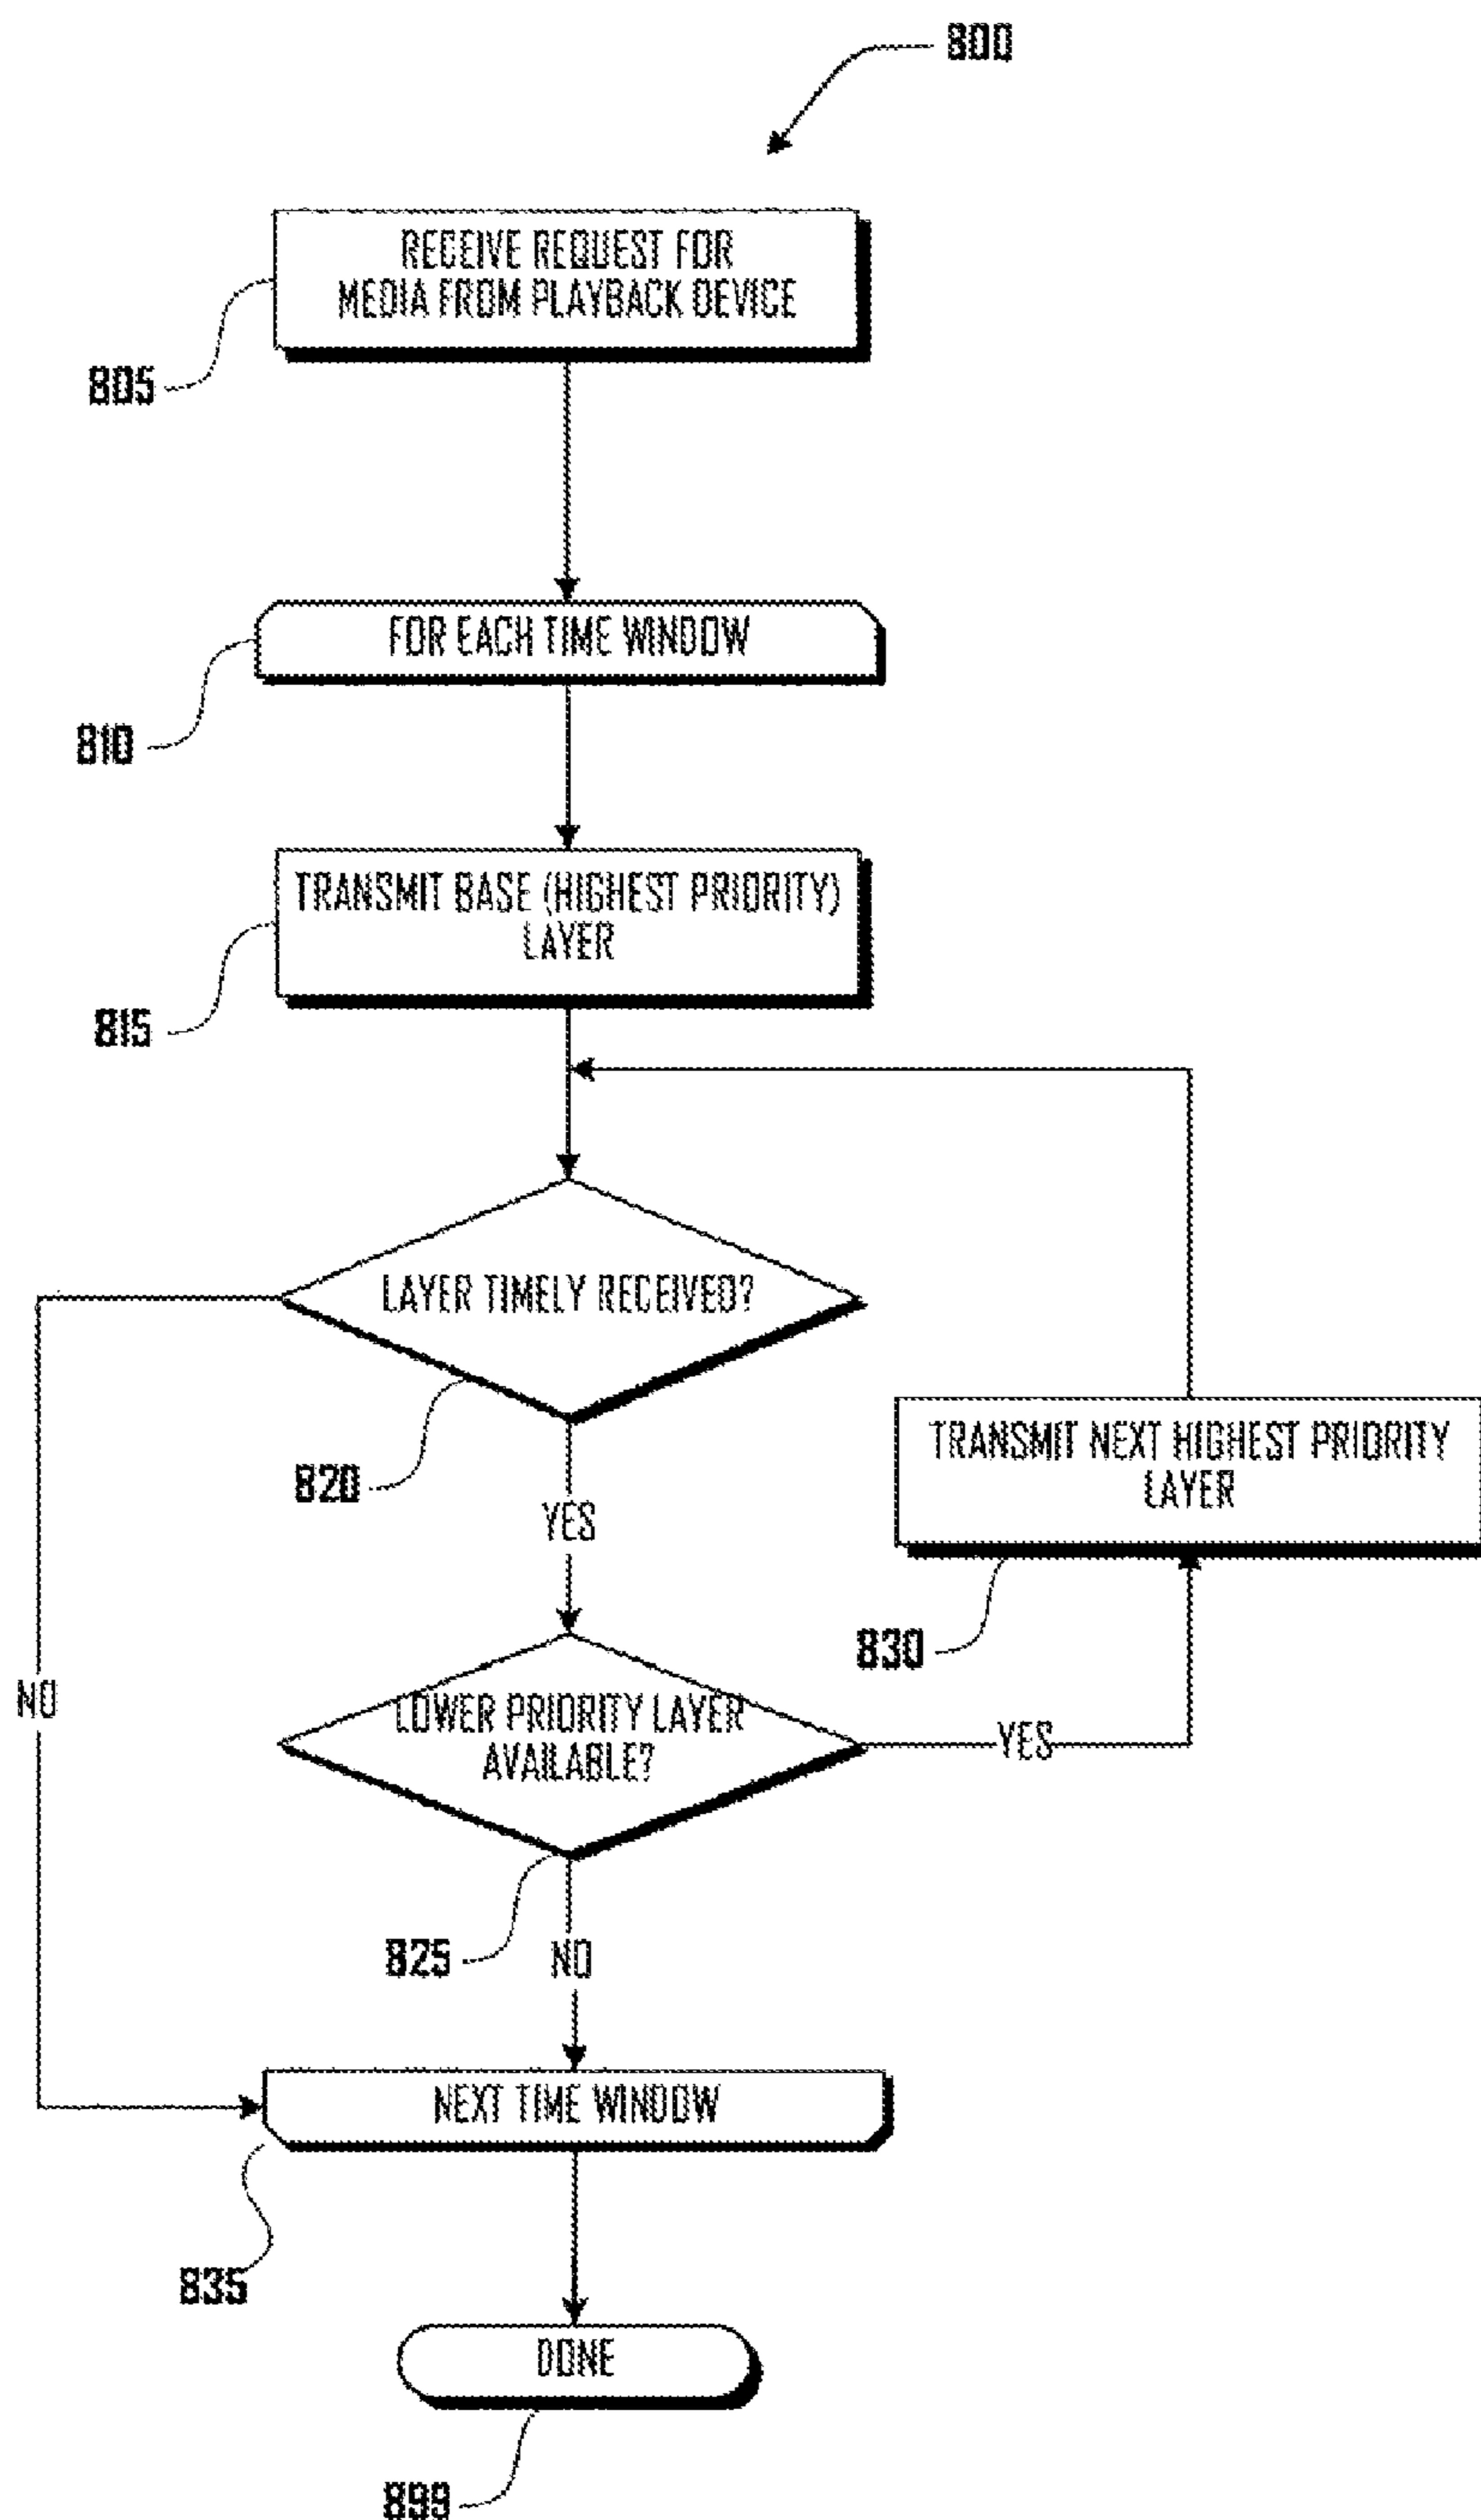 800
RECEIVE REQUEST FOR
MEDIA FROM PLAYBACK DEVICE
805
FOR EACH TIME WINDOW
810
TRANSMIT BASE (HIGHEST PRIORITY)
LAYER
815
LAYER TIMELY RECEIVED?
820
YES
TRANSMIT NEXT HIGHEST PRIORITY
LAYER
830
NO
LOWER PRIORITY LAYER
AVAILABLE?
YES
825
NO
NEXT TIME WINDOW
835
DONE
899